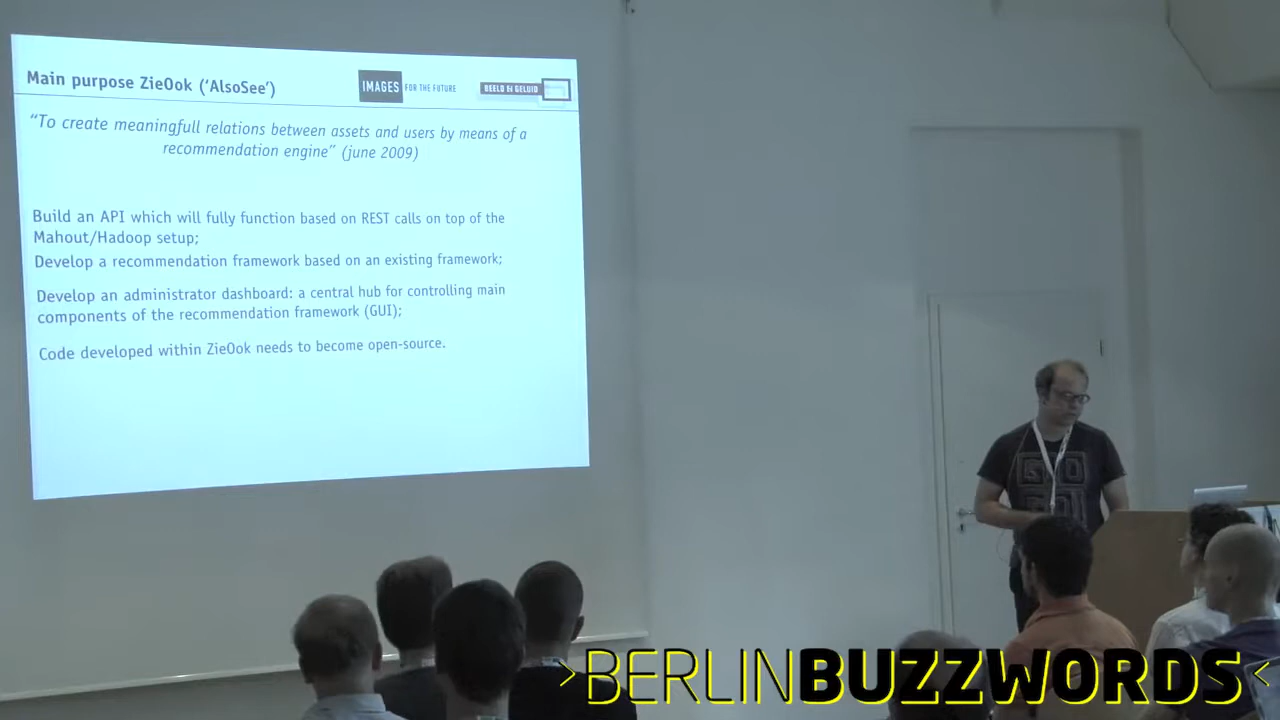 Main purpose ZieOok ('AlsoSee')
IMAGES FOR THE FUTURE
BEELD EN GELUID
"To create meaningfull relations between assets and users by means of a
recommendation engine" (june 2009)
Build an API which will fully function based on REST calls on top of the
Mahout/Hadoop setup;
Develop a recommendation framework based on an existing framework;
Develop an administrator dashboard: a central hub for controlling main
components of the recommendation framework (GUI);
Code developed within ZieOok needs to become open-source.
>BERLINBUZZWORDS<